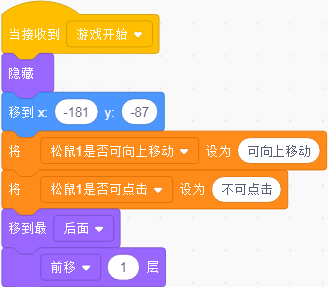 当接收到 游戏开始
隐藏
移到 x: -181 y: -87
将 松鼠1是否可向上移动 设为 可向上移动
将 松鼠1是否可点击 设为 不可点击
移到最 后面
前移 1 层